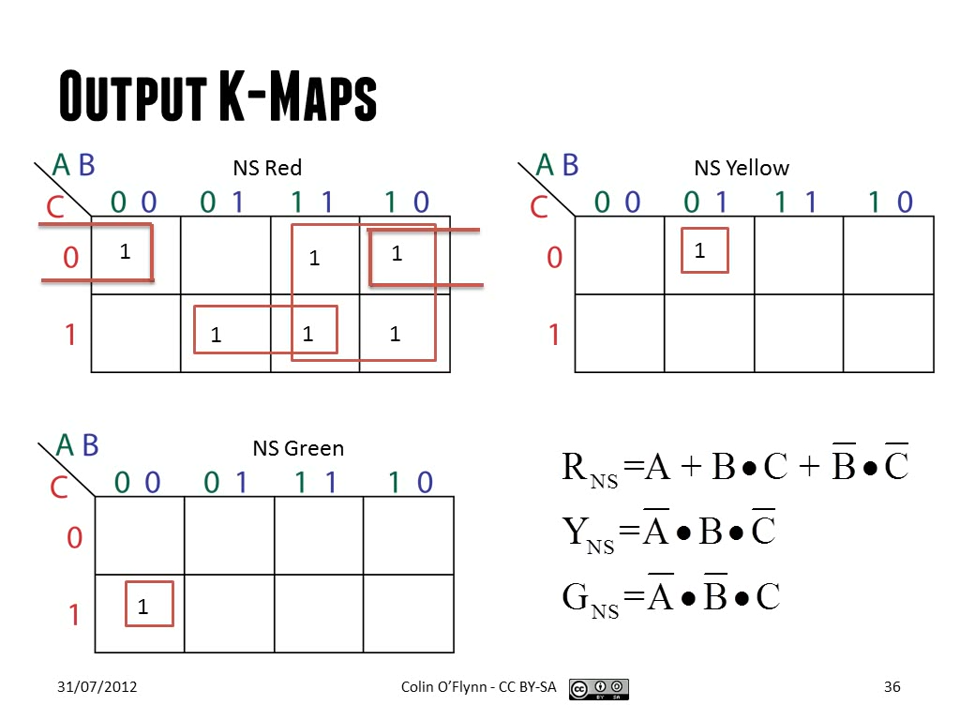 OUTPUT K-MAPS
A B NS Red
C 0 0 0 1 1 1 1 0
0 1 1 1
1 1 1 1
A B NS Yellow
C 0 0 0 1 1 1 1 0
0 1
1
A B NS Green
C 0 0 0 1 1 1 1 0
0
1 1
R_NS =A + B•C + B̅•C̅
Y_NS =A̅•B•C̅
G_NS =A̅•B̅•C
31/07/2012 Colin O'Flynn - CC BY-SA cc BY SA 36